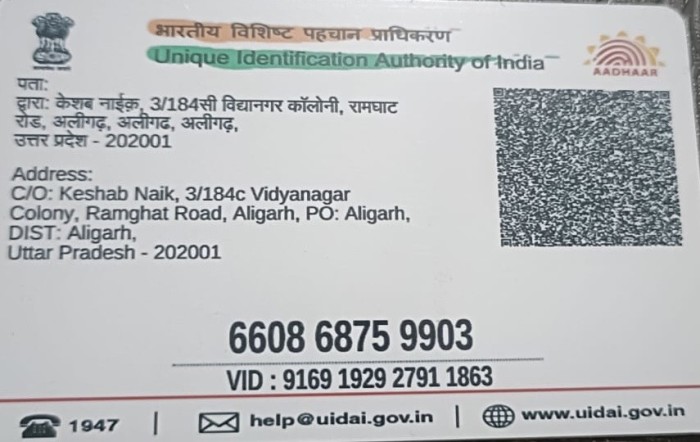 भारतीय विशिष्ट पहचान प्राधिकरण
Unique Identification Authority of India
AADHAAR
पता:
द्वारा: केशब नाईक, 3/184सी विद्यानगर कॉलोनी, रामघाट
रोड, अलीगढ़, अलीगढ, अलीगढ़,
उत्तर प्रदेश - 202001
Address:
C/O: Keshab Naik, 3/184c Vidyanagar
Colony, Ramghat Road, Aligarh, PO: Aligarh,
DIST: Aligarh,
Uttar Pradesh - 202001
6608 6875 9903
VID : 9169 1929 2791 1863
1947 | help@uidai.gov.in | www.uidai.gov.in